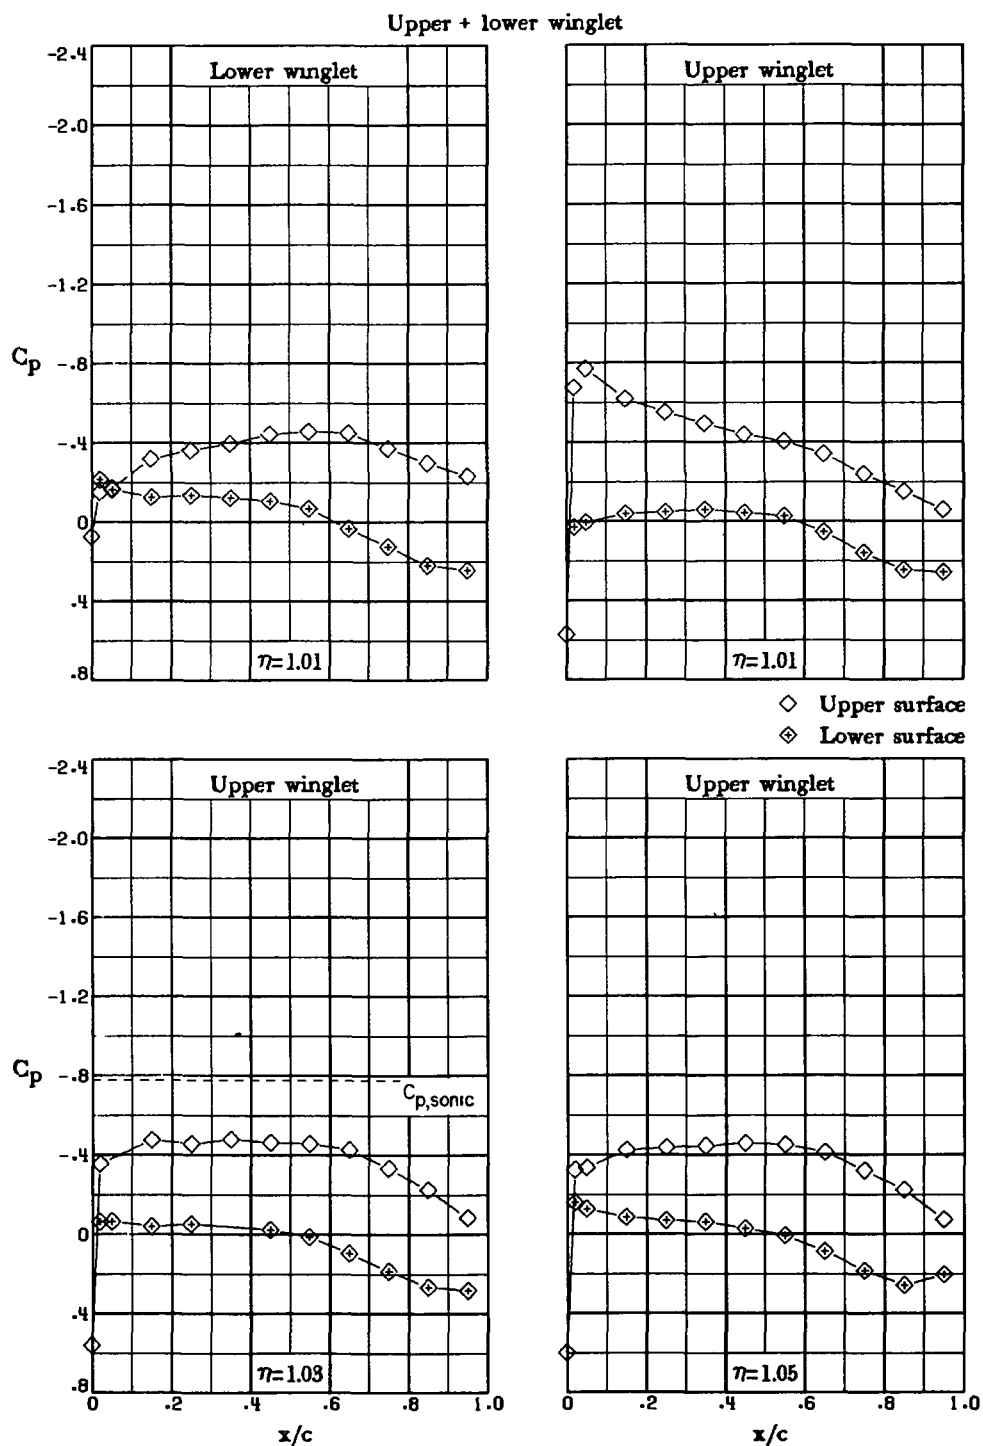 Upper + lower winglet
Lower winglet
Upper winglet
-2.4
-2.0
-1.6
-1.2
-.8
-.4
0
.4
.8
Cp
η=1.01
η=1.01
Upper surface
Lower surface
Upper winglet
Upper winglet
-2.4
-2.0
-1.6
-1.2
-.8
-.4
0
.4
.8
Cp
Cp,sonic
η=1.03
η=1.05
0 .2 .4 .6 .8 1.0
0 .2 .4 .6 .8 1.0
x/c
x/c